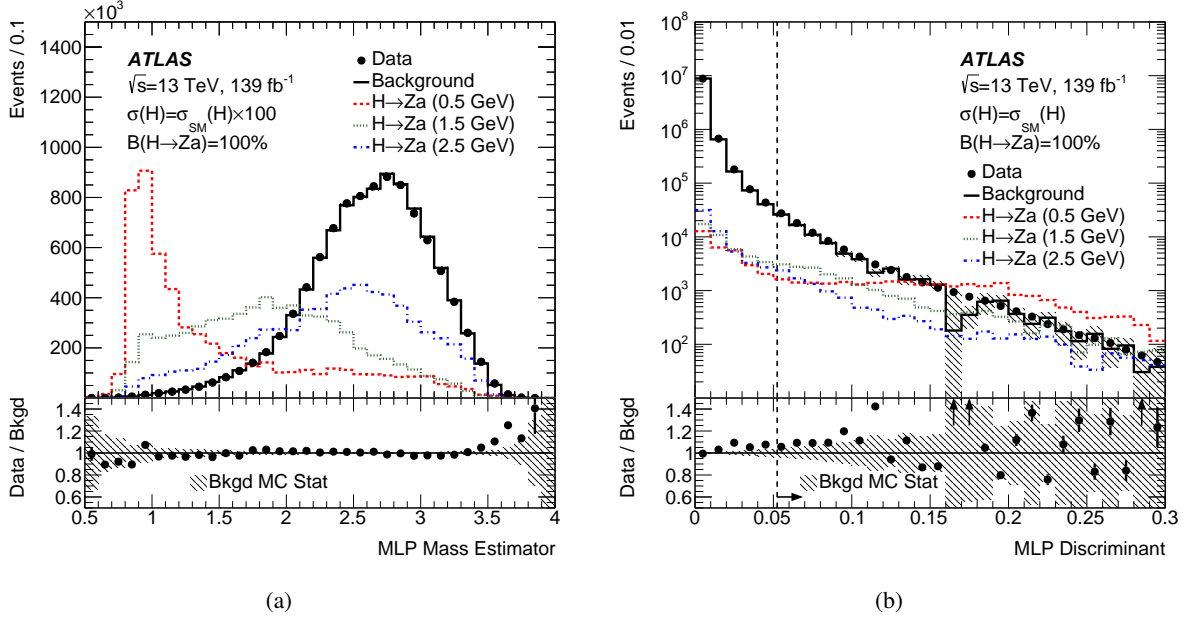 ×10³
Events / 0.1
1400
1200
1000
800
600
400
200
ATLAS
√s=13 TeV, 139 fb⁻¹
σ(H)=σ_SM(H)×100
B(H→Za)=100%
Data
Background
H→Za (0.5 GeV)
H→Za (1.5 GeV)
H→Za (2.5 GeV)
Data / Bkgd
1.4
1.2
1
0.8
0.6
Bkgd MC Stat
0.5 1 1.5 2 2.5 3 3.5 4
MLP Mass Estimator
(a)
Events / 0.01
10⁸
10⁷
10⁶
10⁵
10⁴
10³
10²
ATLAS
√s=13 TeV, 139 fb⁻¹
σ(H)=σ_SM(H)
B(H→Za)=100%
Data
Background
H→Za (0.5 GeV)
H→Za (1.5 GeV)
H→Za (2.5 GeV)
Data / Bkgd
1.4
1.2
1
0.8
0.6
Bkgd MC Stat
0 0.05 0.1 0.15 0.2 0.25 0.3
MLP Discriminant
(b)